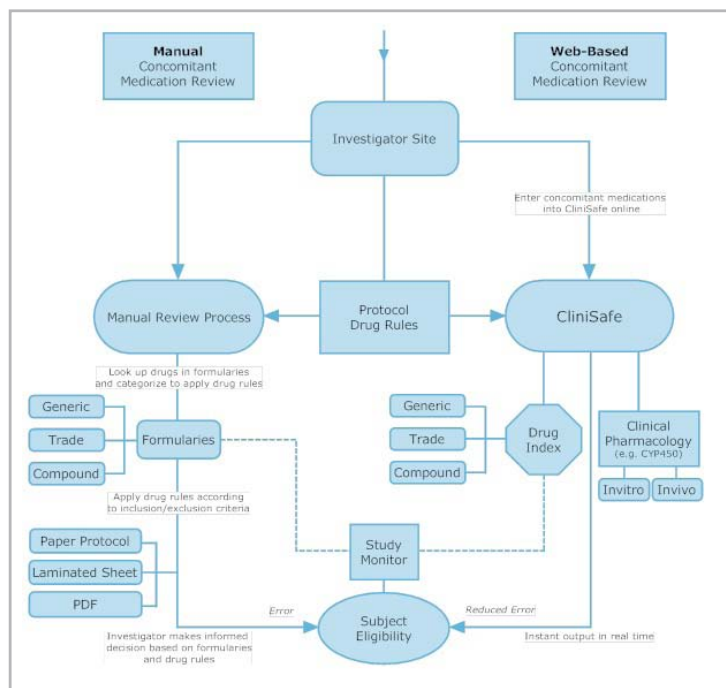 Manual
Concomitant
Medication Review
Web-Based
Concomitant
Medication Review
Investigator Site
Enter concomitant medications
into CliniSafe online
Manual Review Process
Protocol
Drug Rules
CliniSafe
Look up drugs in formularies
and categorize to apply drug rules
Generic
Trade
Compound
Formularies
Generic
Trade
Compound
Drug
Index
Clinical
Pharmacology
(e.g. CYP450)
Invitro
Invivo
Apply drug rules according
to inclusion/exclusion criteria
Paper Protocol
Laminated Sheet
PDF
Study
Monitor
Error
Reduced Error
Subject
Eligibility
Investigator makes informed
decision based on formularies
and drug rules
Instant output in real time